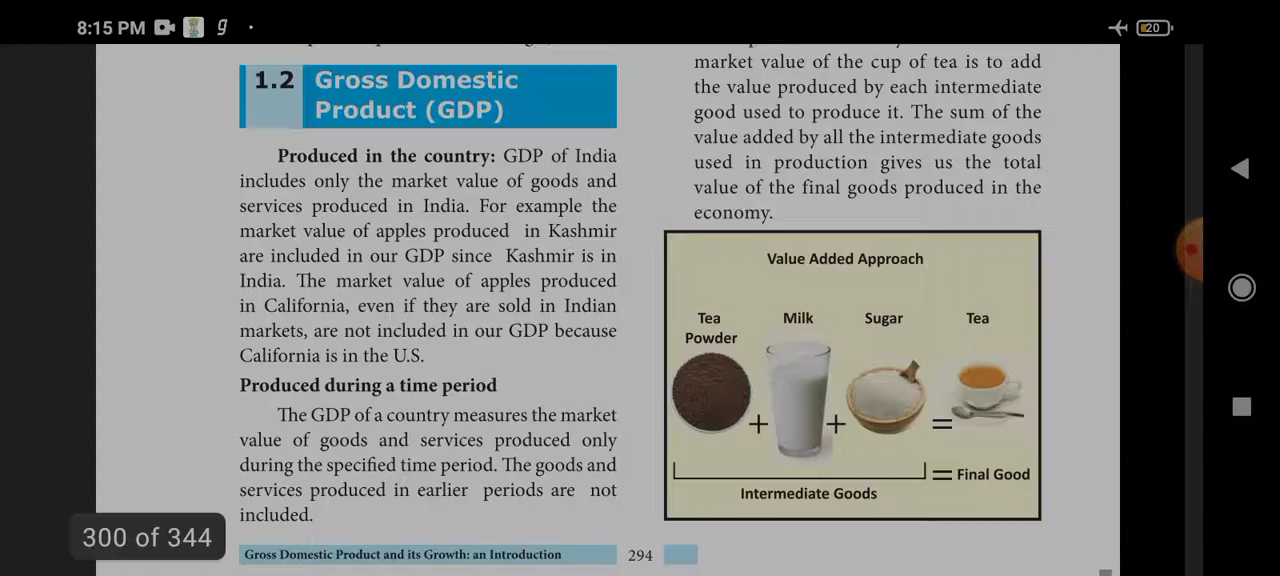 8:15 PM
g
20
1.2 Gross Domestic
Product (GDP)
Produced in the country: GDP of India
includes only the market value of goods and
services produced in India. For example the
market value of apples produced in Kashmir
are included in our GDP since Kashmir is in
India. The market value of apples produced
in California, even if they are sold in Indian
markets, are not included in our GDP because
California is in the U.S.
Produced during a time period
The GDP of a country measures the market
value of goods and services produced only
during the specified time period. The goods and
services produced in earlier periods are not
included.
market value of the cup of tea is to add
the value produced by each intermediate
good used to produce it. The sum of the
value added by all the intermediate goods
used in production gives us the total
value of the final goods produced in the
economy.
Value Added Approach
Tea
Powder
Milk
Sugar
Tea
+ + =
= Final Good
Intermediate Goods
300 of 344
Gross Domestic Product and its Growth: an Introduction
294